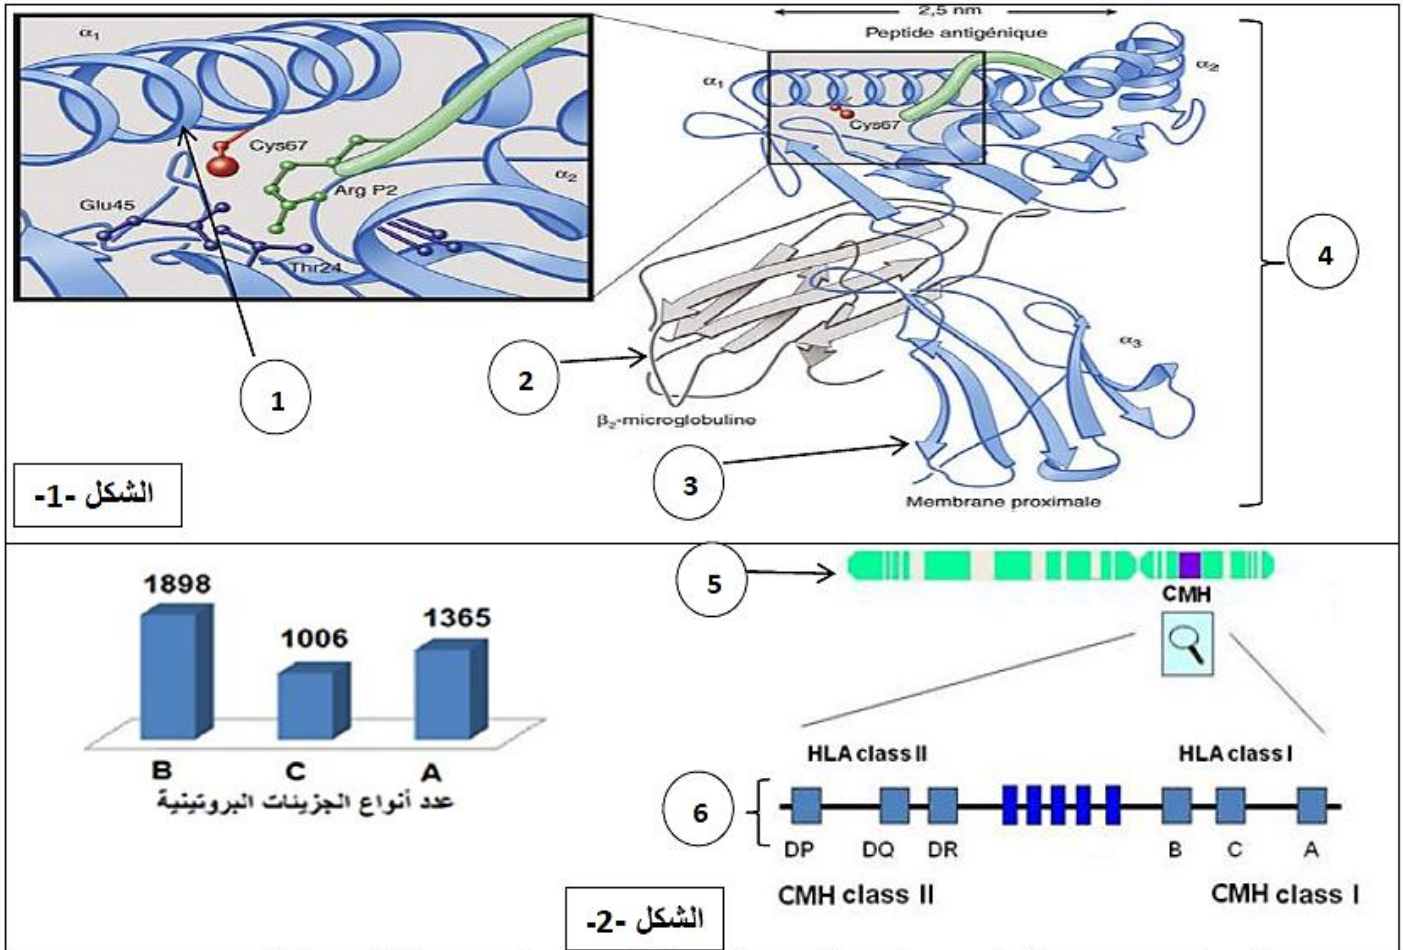 2,5 nm
Peptide antigénique
α₁
α₂
α₁
Cys67
Cys67
Arg P2
α₂
Glu45
Thr24
4
1
2
α₃
β₂-microglobuline
3
Membrane proximale
الشكل -1-
5
CMH
1898
1006
1365
B
C
A
عدد أنواع الجزيئات البروتينية
HLA class II
HLA class I
6
DP
DQ
DR
B
C
A
CMH class II
CMH class I
الشكل -2-